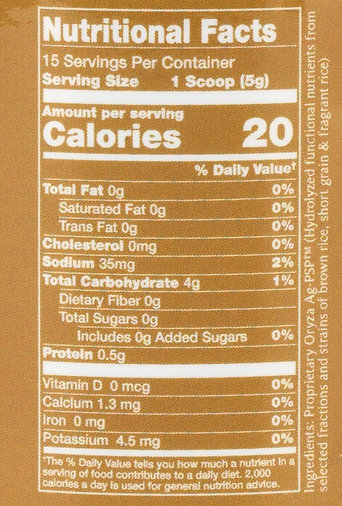 Nutritional Facts
15 Servings Per Container
Serving Size 1 Scoop (5g)
Amount per serving
Calories 20
% Daily Value†
Total Fat 0g 0%
Saturated Fat 0g 0%
Trans Fat 0g 0%
Cholesterol 0mg 0%
Sodium 35mg 2%
Total Carbohydrate 4g 1%
Dietary Fiber 0g
Total Sugars 0g
Includes 0g Added Sugars 0%
Protein 0.5g
Vitamin D 0 mcg 0%
Calcium 1.3 mg 0%
Iron 0 mg 0%
Potassium 4.5 mg 0%
†The % Daily Value tells you how much a nutrient in a
serving of food contributes to a daily diet. 2,000
calories a day is used for general nutrition advice.
Ingredients: Proprietary Oryza Ag-PSP™ (Hydrolyzed functional nutrients from
selected fractions and strains of brown rice, short grain & fragrant rice)